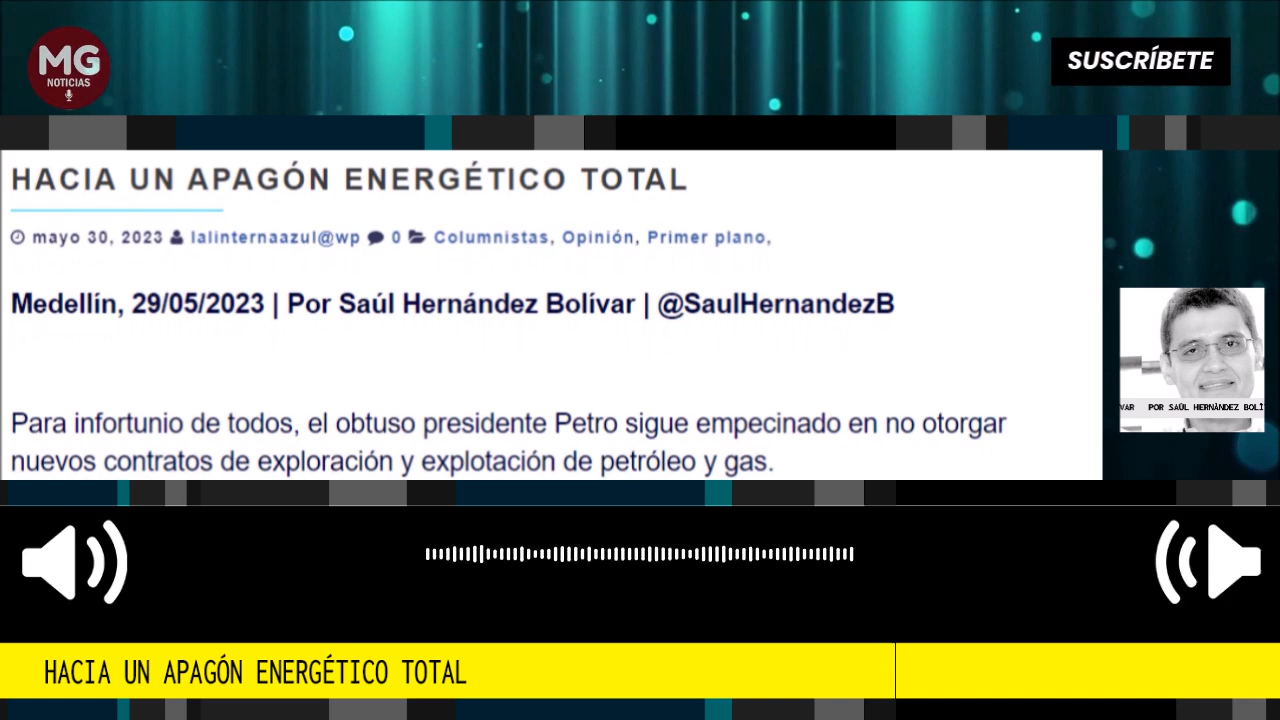 MG
NOTICIAS
SUSCRÍBETE
HACIA UN APAGÓN ENERGÉTICO TOTAL
mayo 30, 2023 lalinternaazul@wp 0 Columnistas, Opinión, Primer plano,
Medellín, 29/05/2023 | Por Saúl Hernández Bolívar | @SaulHernandezB
Para infortunio de todos, el obtuso presidente Petro sigue empecinado en no otorgar
nuevos contratos de exploración y explotación de petróleo y gas.
VAR POR SAÚL HERNÁNDEZ BOLÍ
HACIA UN APAGÓN ENERGÉTICO TOTAL